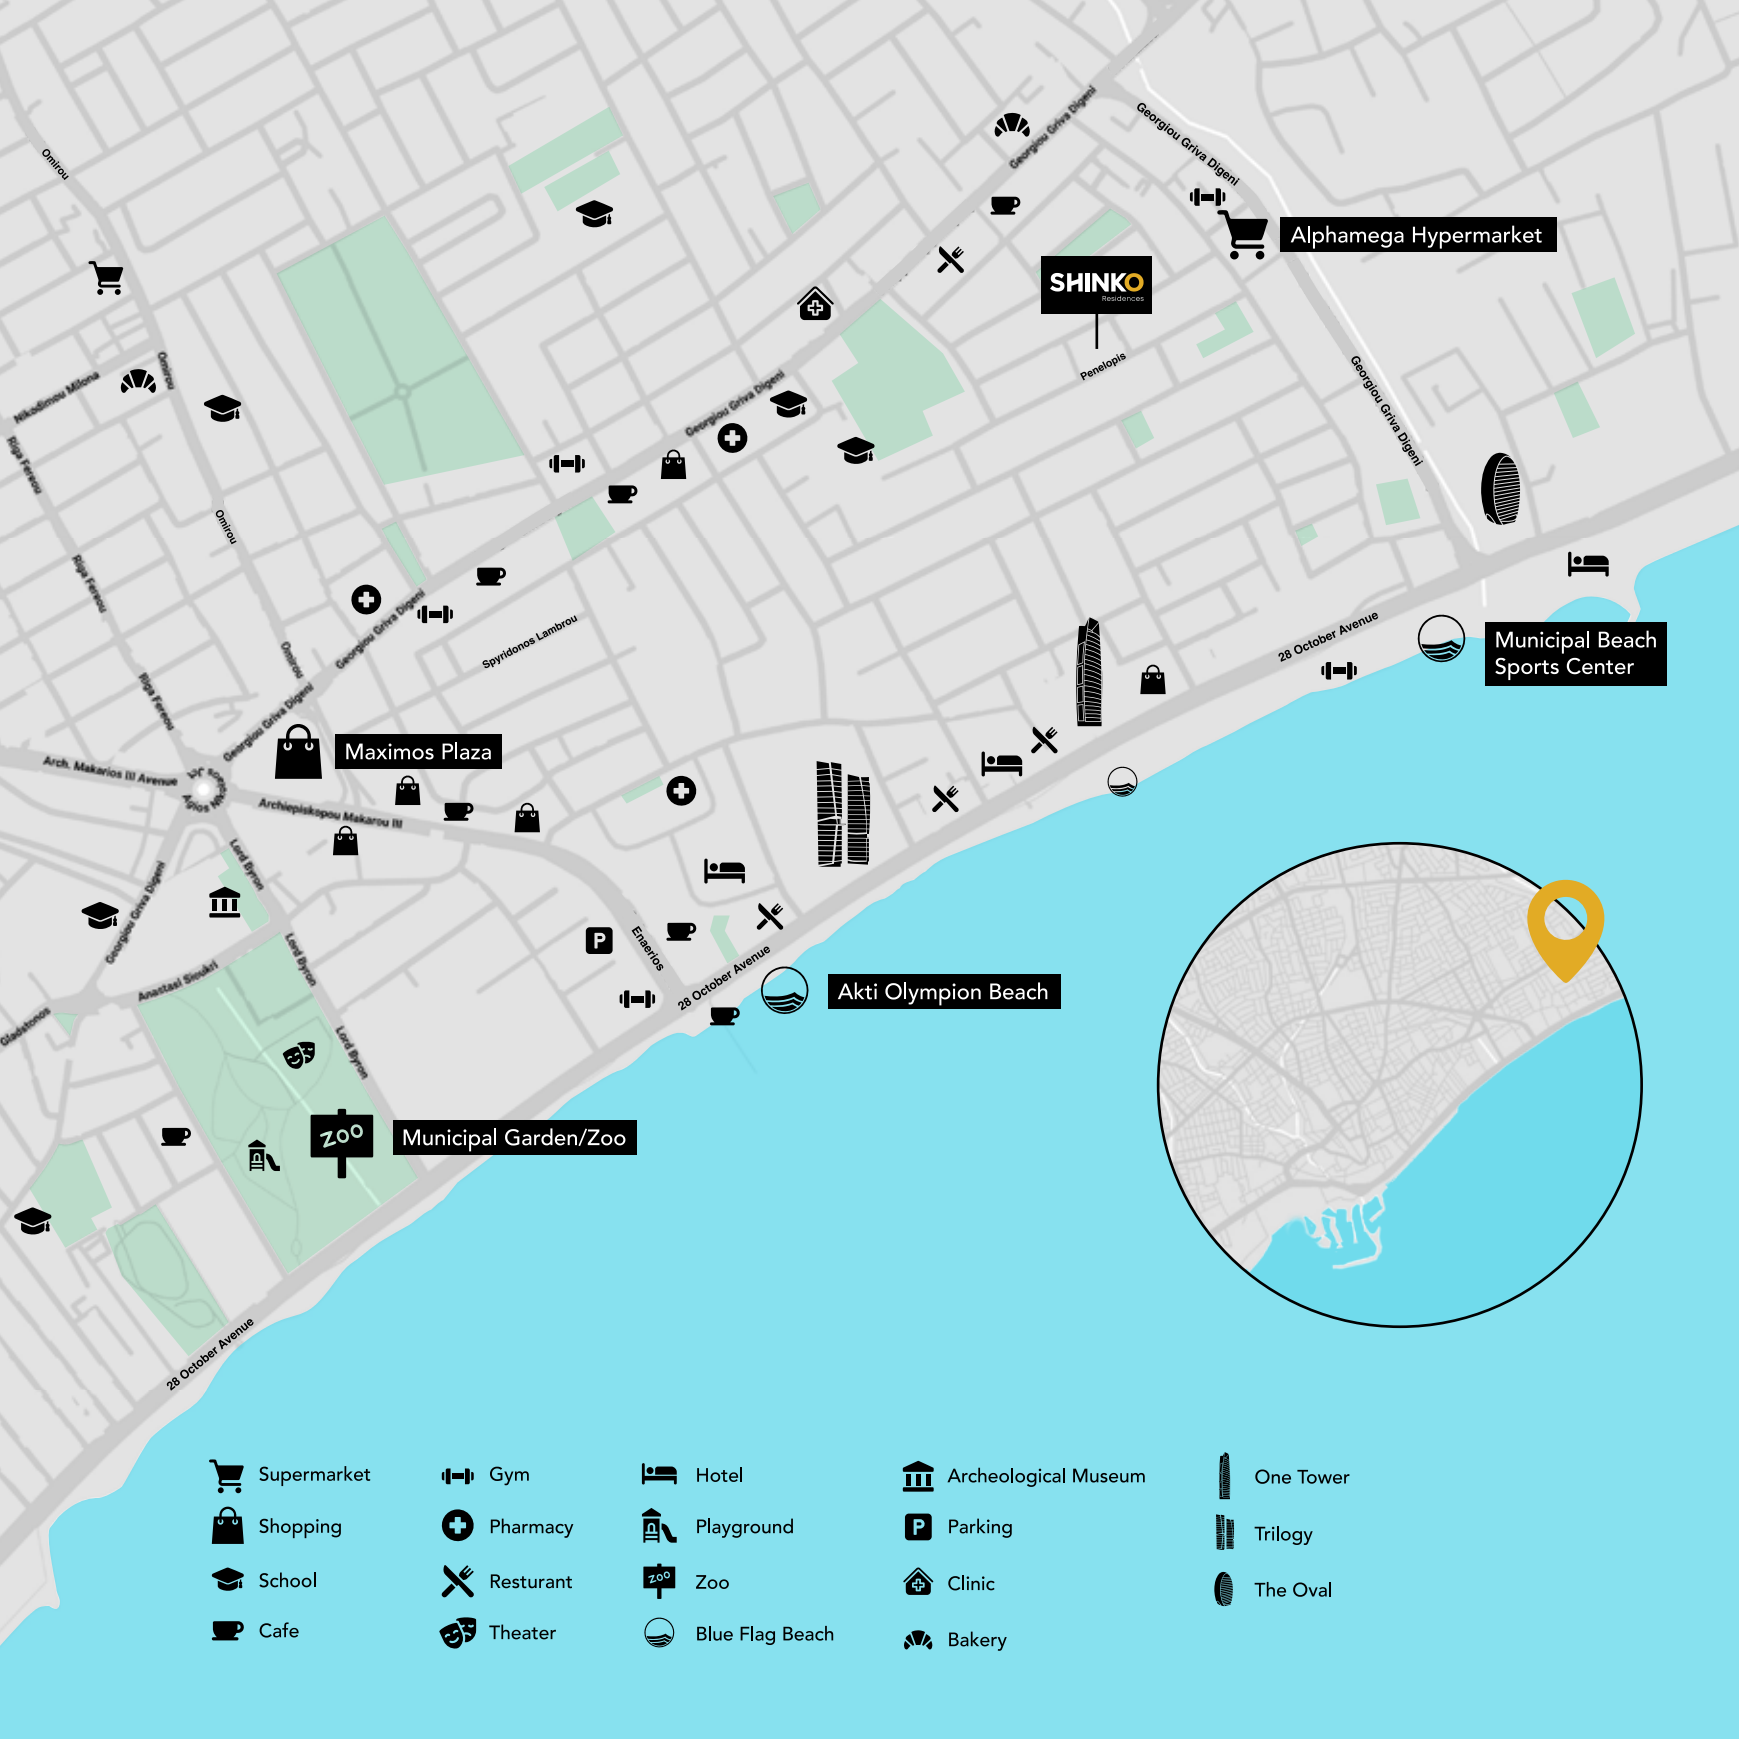 Georgiou Griva Digeni
Georgiou Griva Digeni
Omirou
Alphamega Hypermarket
SHINKO
Residences
Penelopis
Omirou
Nikodimou Milona
Georgiou Griva Digeni
Georgiou Griva Digeni
Riga Fereou
Omirou
Riga Fereou
Georgiou Griva Digeni
Spyridonos Lambrou
28 October Avenue
Municipal Beach
Sports Center
Omirou
Riga Fereou
Georgiou Griva Digeni
Maximos Plaza
Arch. Makarios III Avenue
Agios
Archiepiskopou Makarou III
Lord Byron
Georgiou Griva Digeni
P
Enaerios
Lord Byron
28 October Avenue
Anastasi Sioukri
Akti Olympion Beach
Gladstonos
Lord Byron
ZOO
Municipal Garden/Zoo
28 October Avenue
Supermarket
Gym
Hotel
Archeological Museum
One Tower
Shopping
Pharmacy
Playground
P
Parking
Trilogy
School
Resturant
ZOO
Zoo
Clinic
The Oval
Cafe
Theater
Blue Flag Beach
Bakery